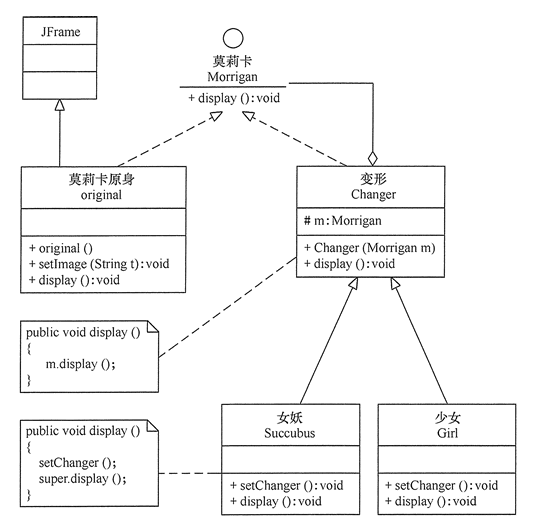 JFrame
莫莉卡
Morrigan
+ display ():void
莫莉卡原身
original
+ original ()
+ setImage (String t):void
+ display ():void
变形
Changer
# m:Morrigan
+ Changer (Morrigan m)
+ display ():void
public void display ()
{
m.display ();
}
public void display ()
{
setChanger ();
super.display ();
}
女妖
Succubus
+ setChanger ():void
+ display ():void
少女
Girl
+ setChanger ():void
+ display ():void